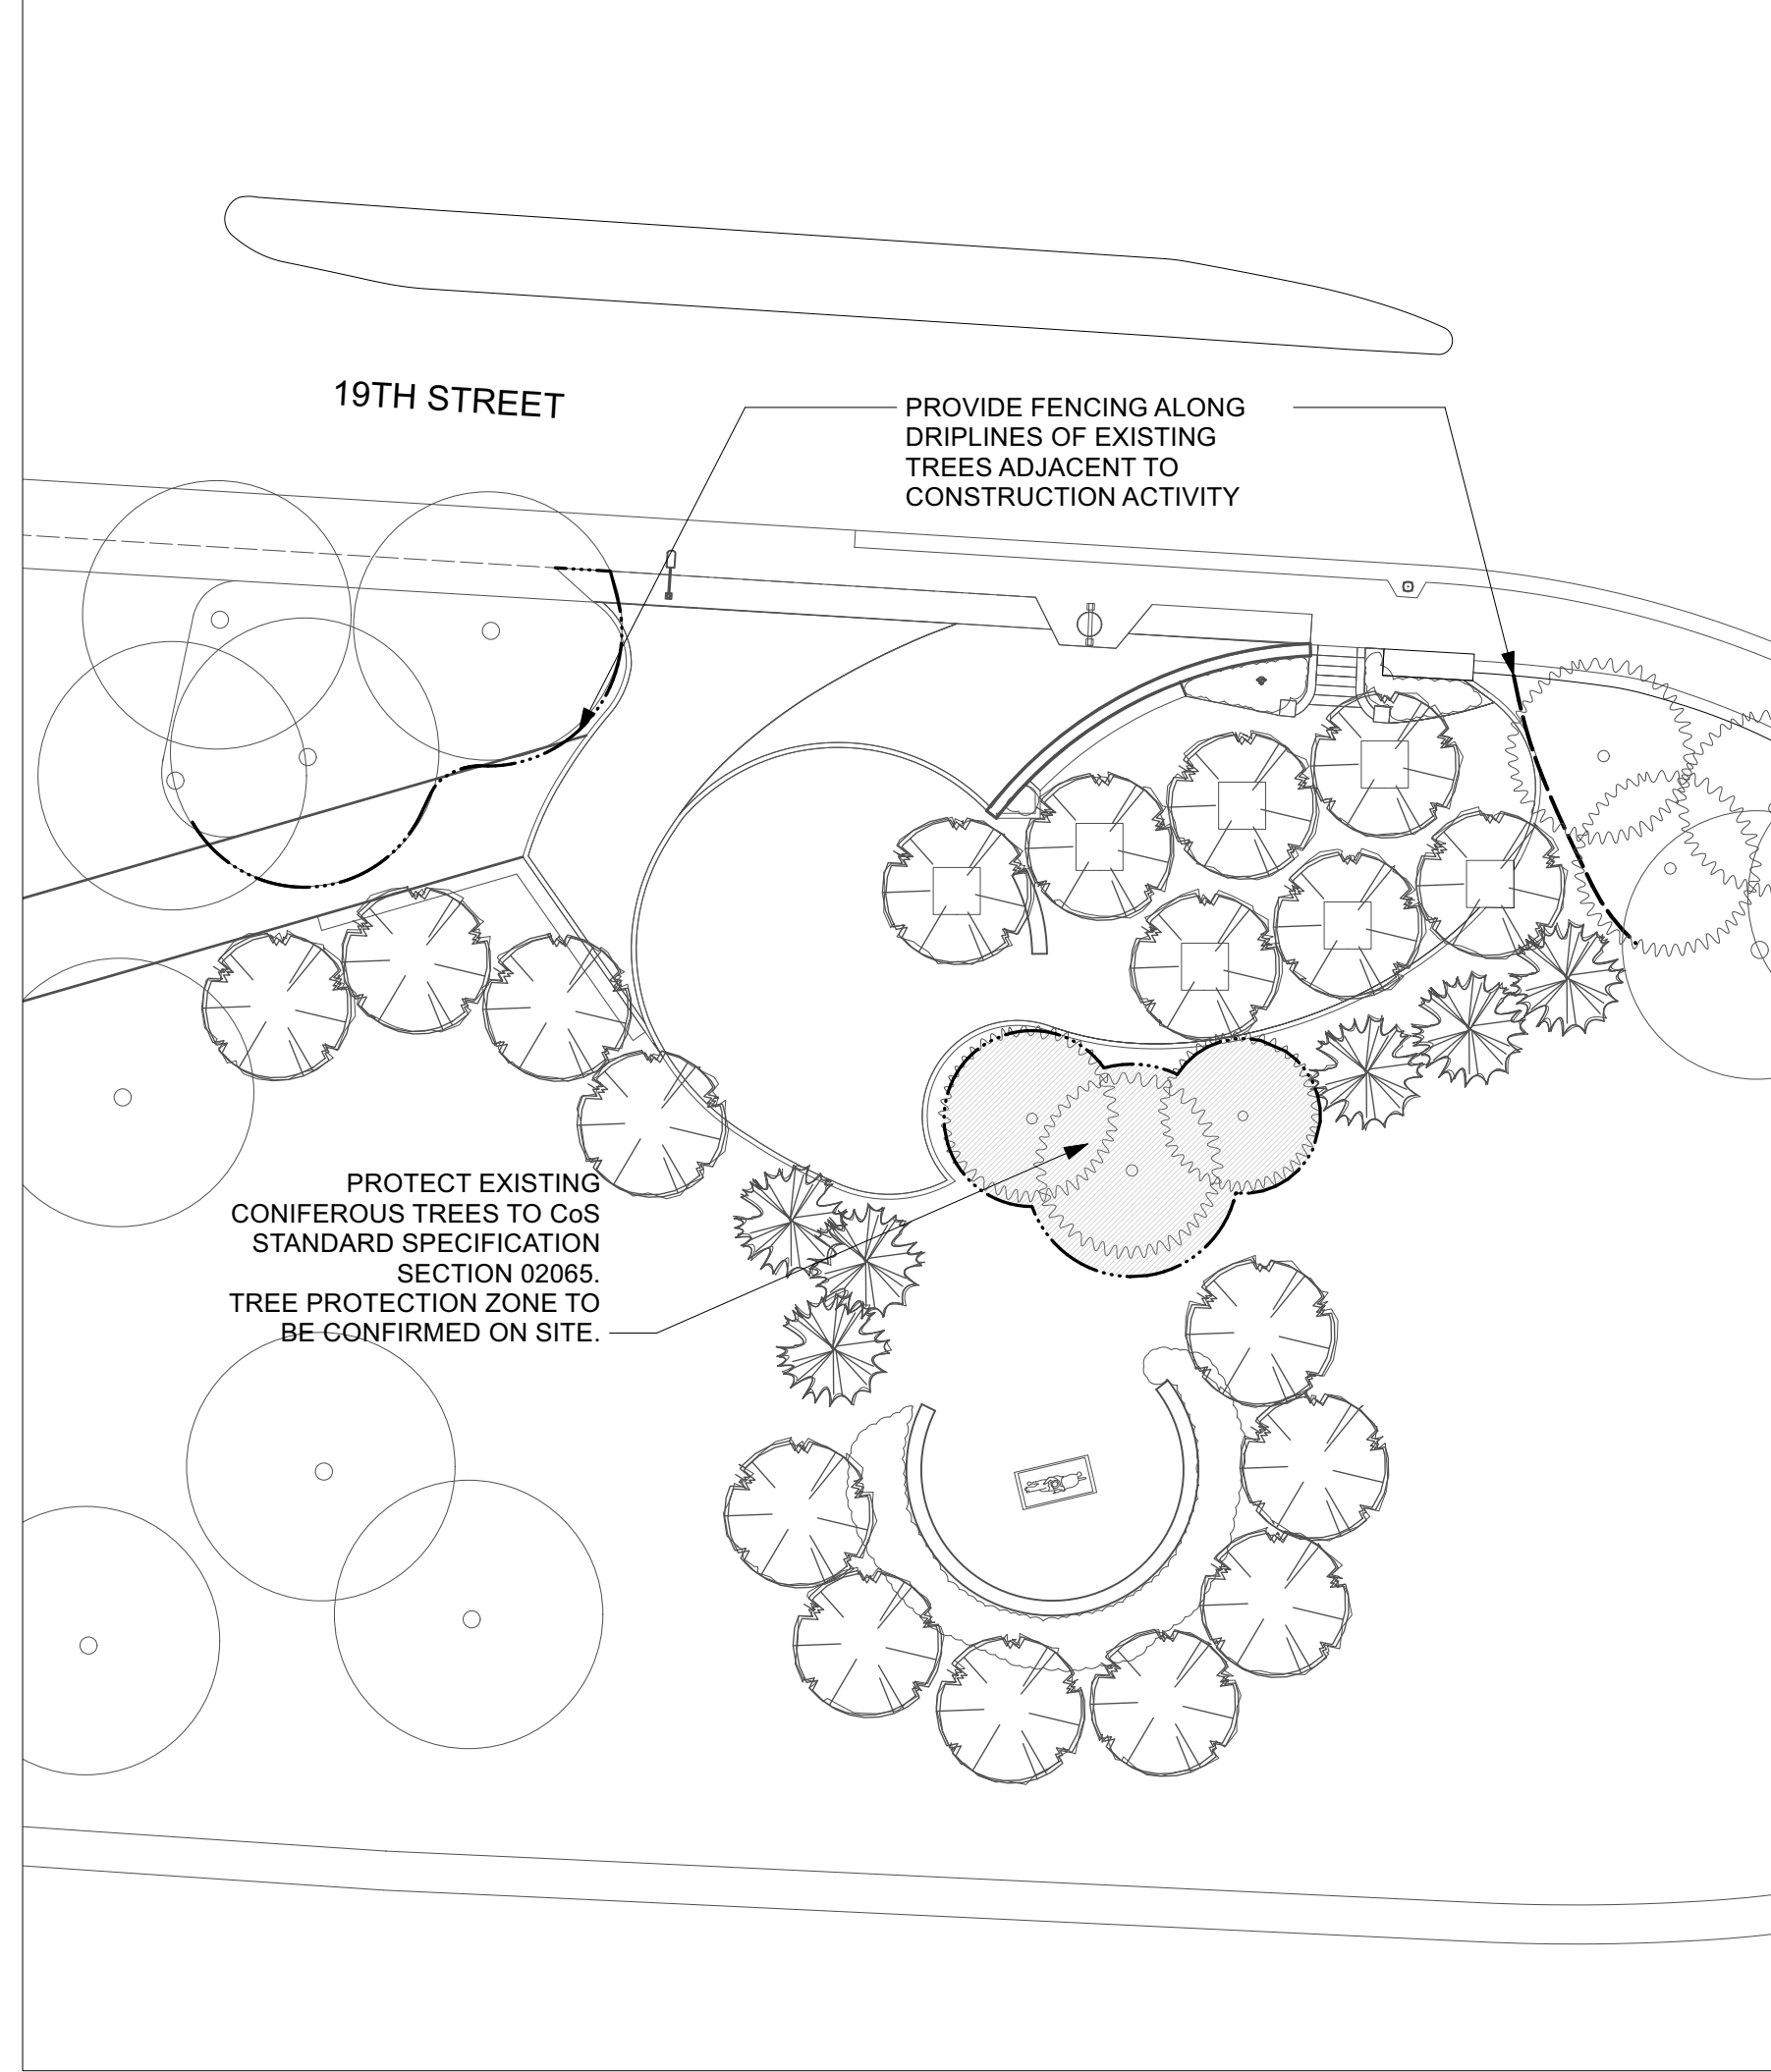 19TH STREET
PROVIDE FENCING ALONG
DRIPLINES OF EXISTING
TREES ADJACENT TO
CONSTRUCTION ACTIVITY
PROTECT EXISTING
CONIFEROUS TREES TO CoS
STANDARD SPECIFICATION
SECTION 02065.
TREE PROTECTION ZONE TO
BE CONFIRMED ON SITE.